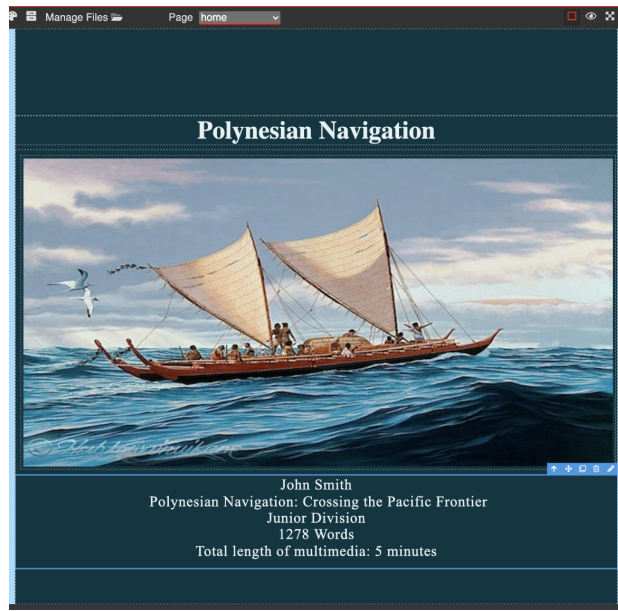 Manage Files
Page home
Polynesian Navigation
John Smith
Polynesian Navigation: Crossing the Pacific Frontier
Junior Division
1278 Words
Total length of multimedia: 5 minutes